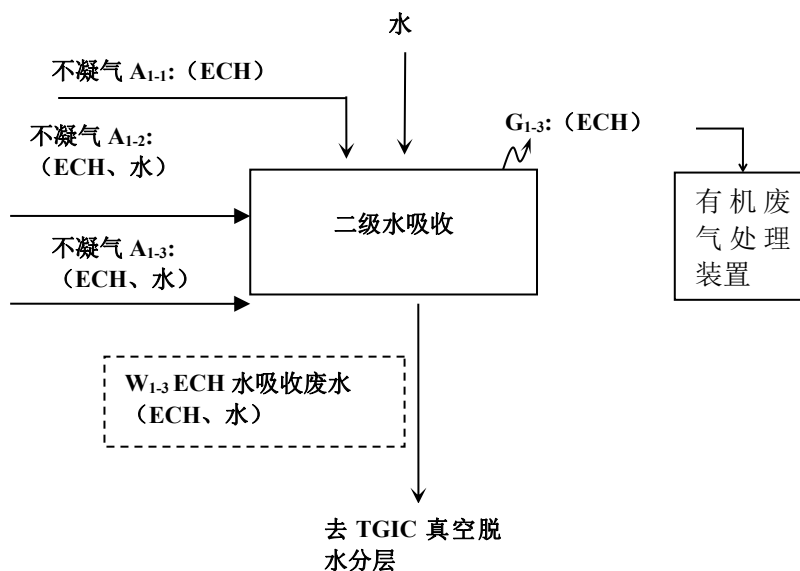 水
不凝气 A₁₋₁:（ECH）
G₁₋₃:（ECH）
不凝气 A₁₋₂:
（ECH、水）
二级水吸收
有机废
气处理
装置
不凝气 A₁₋₃:
（ECH、水）
W₁₋₃ ECH 水吸收废水
（ECH、水）
去 TGIC 真空脱
水分层